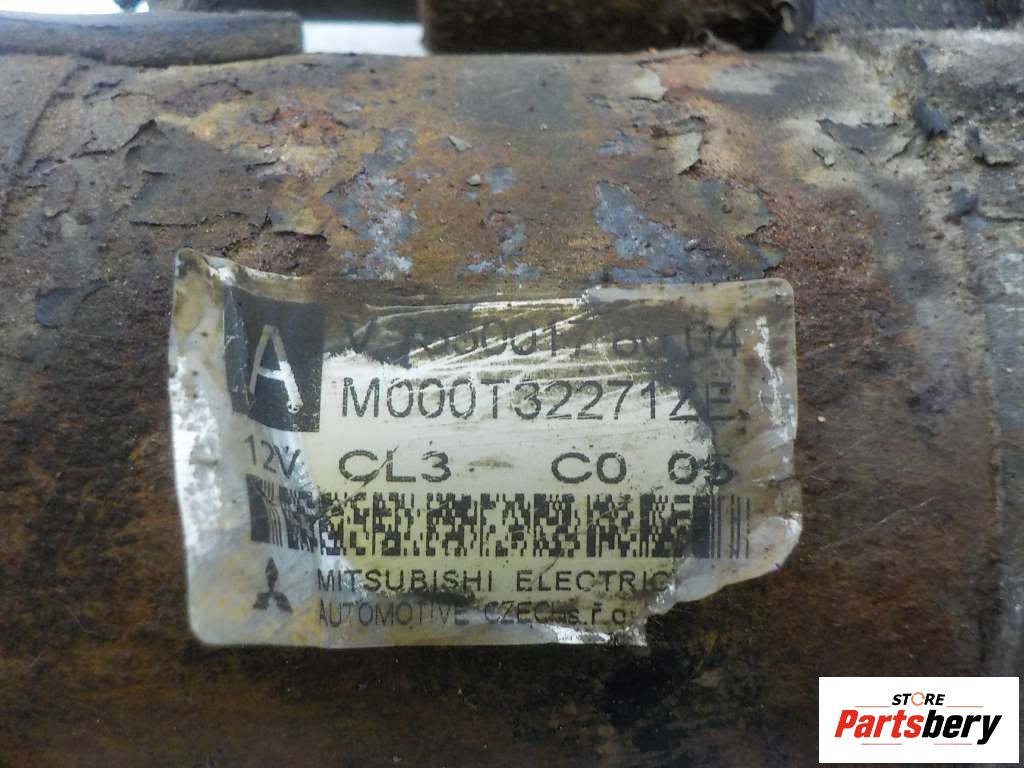 A
M000T32271ZE
12V CL3 C0 05
MITSUBISHI ELECTRIC
AUTOMOTIVE CZECH s.r.o.
STORE
Partsbery